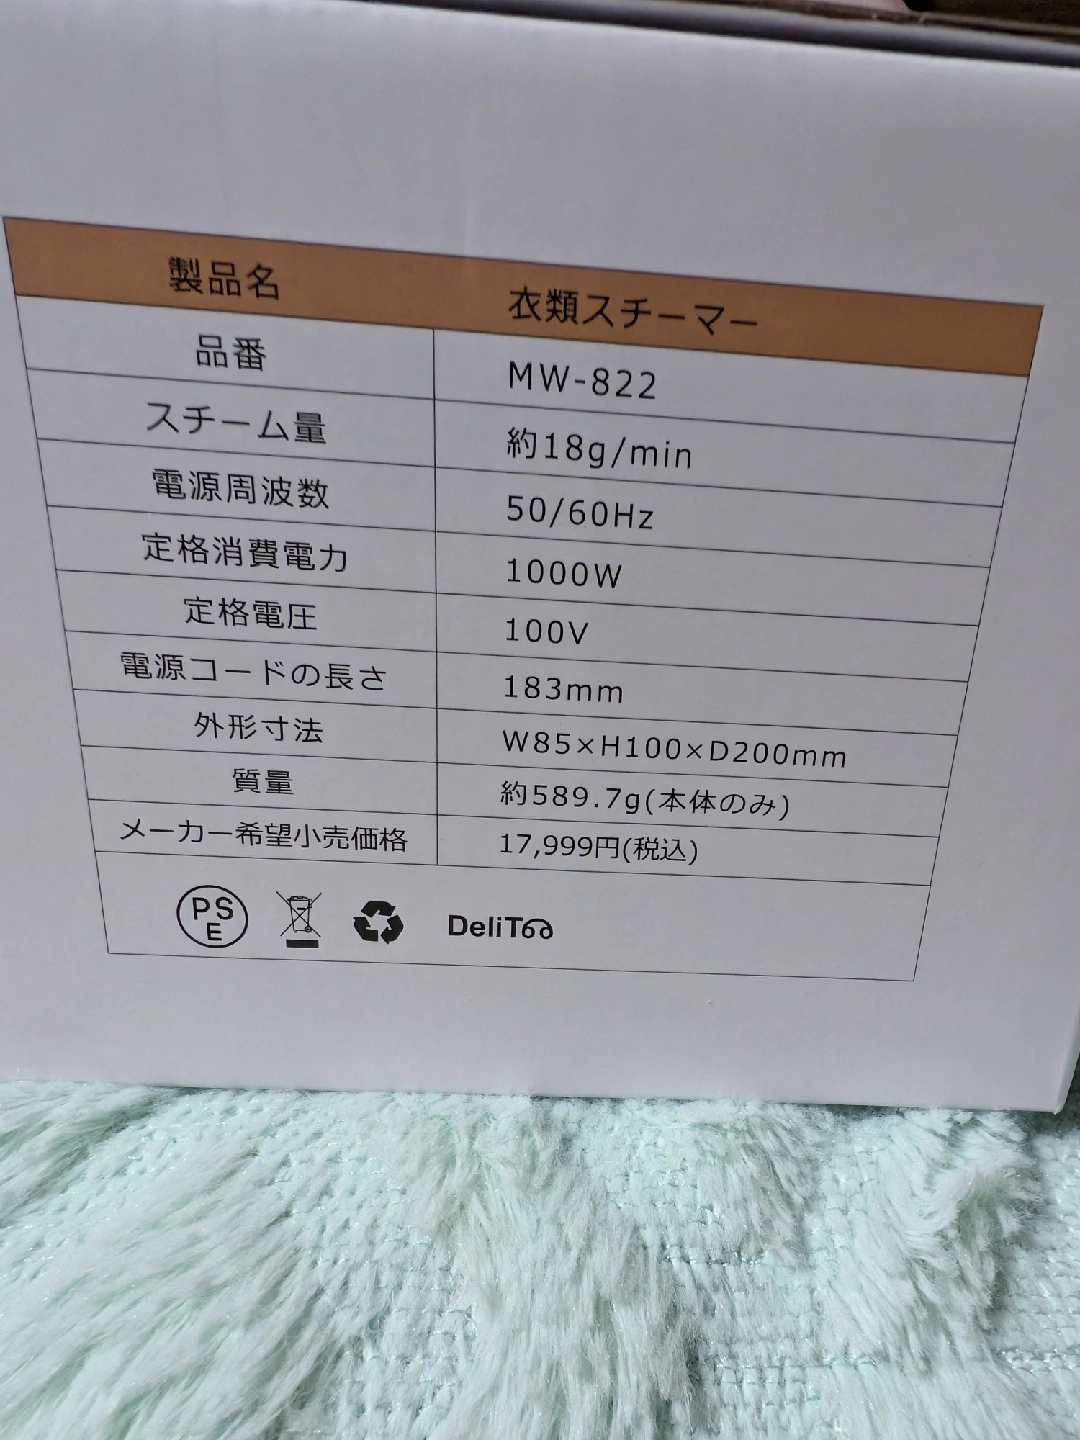 製品名 衣類スチーマー
品番 MW-822
スチーム量 約18g/min
電源周波数 50/60Hz
定格消費電力 1000W
定格電圧 100V
電源コードの長さ 183mm
外形寸法 W85×H100×D200mm
質量 約589.7g(本体のみ)
メーカー希望小売価格 17,999円(税込)
PSE DeliToo